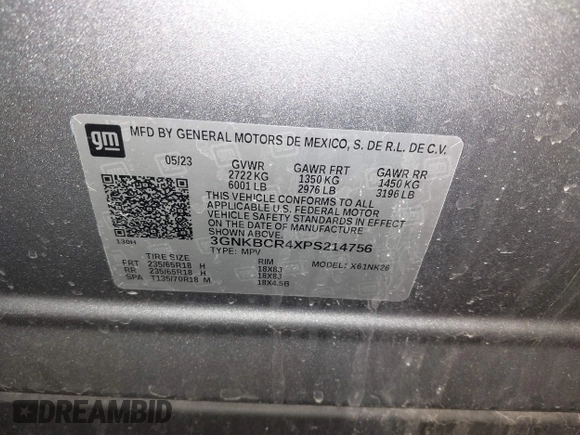 gm MFD BY GENERAL MOTORS DE MEXICO, S. DE R.L. DE C.V.
05/23 GVWR GAWR FRT GAWR RR
2722 KG 1350 KG 1450 KG
6001 LB 2976 LB 3196 LB
THIS VEHICLE CONFORMS TO ALL
APPLICABLE U.S. FEDERAL MOTOR
VEHICLE SAFETY STANDARDS IN EFFECT
ON THE DATE OF MANUFACTURE
SHOWN ABOVE.
3GNKBCR4XPS214756
130H TYPE: MPV MODEL: X61NK26
TIRE SIZE RIM
FRT 235/65R18 H 18X8J
RR 235/65R18 H 18X8J
SPA T135/70R18 M 18X4.5B
DREAMBID